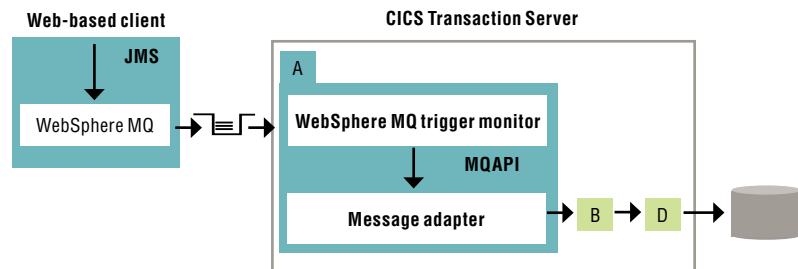 Web-based client
JMS
WebSphere MQ
CICS Transaction Server
A
WebSphere MQ trigger monitor
MQAPI
Message adapter
B
D